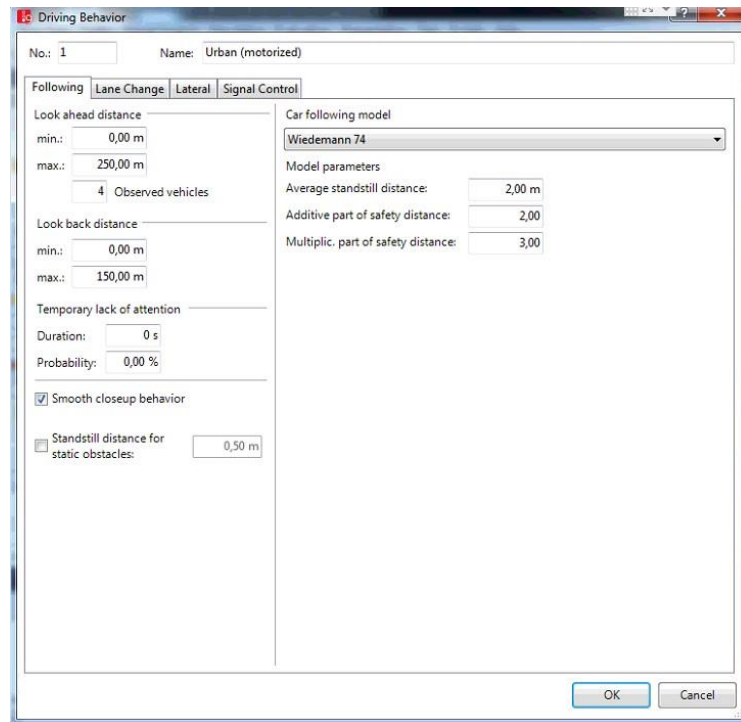 Driving Behavior
No.: 1 Name: Urban (motorized)
Following Lane Change Lateral Signal Control
Look ahead distance
min.: 0,00 m
max.: 250,00 m
4 Observed vehicles
Look back distance
min.: 0,00 m
max.: 150,00 m
Temporary lack of attention
Duration: 0 s
Probability: 0,00 %
Smooth closeup behavior
Standstill distance for
static obstacles: 0,50 m
Car following model
Wiedemann 74
Model parameters
Average standstill distance: 2,00 m
Additive part of safety distance: 2,00
Multiplic. part of safety distance: 3,00
OK Cancel